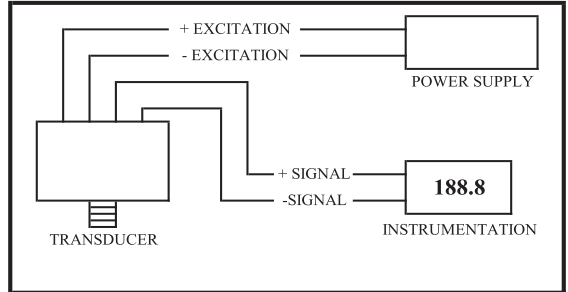 + EXCITATION
- EXCITATION
POWER SUPPLY
+ SIGNAL
-SIGNAL
188.8
INSTRUMENTATION
TRANSDUCER